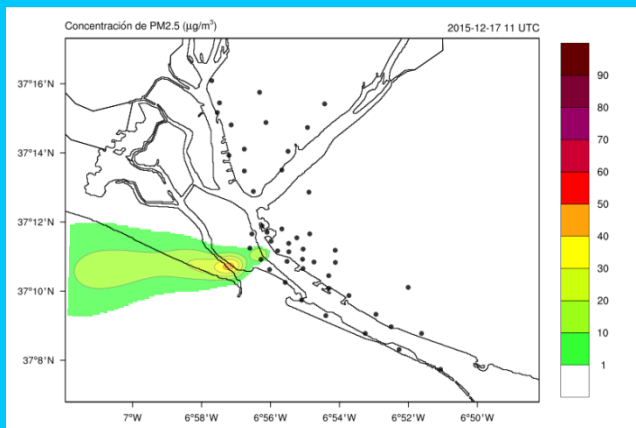 Concentración de PM2.5 (µg/m³)
2015-12-17 11 UTC
37°16'N
37°14'N
37°12'N
37°10'N
37°8'N
7°W
6°58'W
6°56'W
6°54'W
6°52'W
6°50'W
90
80
70
60
50
40
30
20
10
1